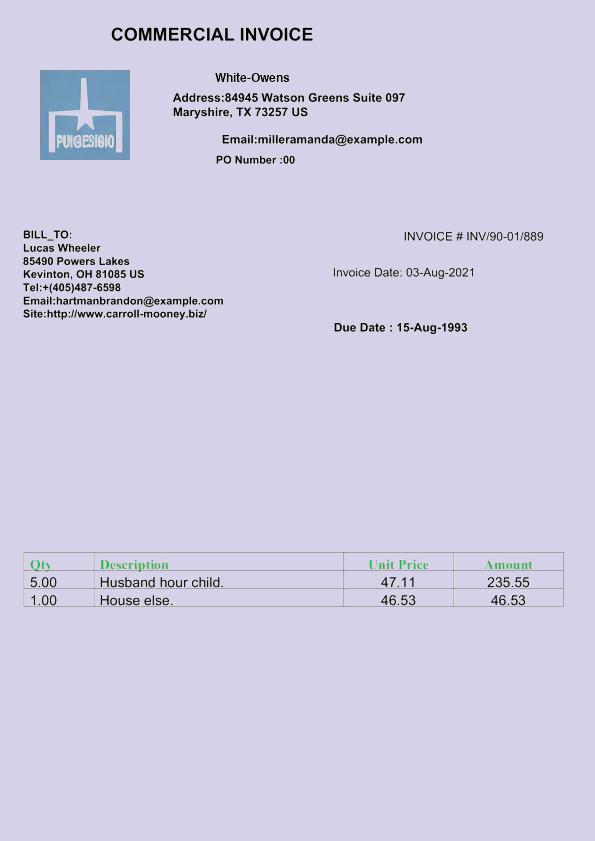 COMMERCIAL INVOICE
White-Owens
Address:84945 Watson Greens Suite 097
Maryshire, TX 73257 US
Email:milleramanda@example.com
PO Number :00
PUIGESIGIO
BILL_TO:
Lucas Wheeler
85490 Powers Lakes
Kevinton, OH 81085 US
Tel:+(405)487-6598
Email:hartmanbrandon@example.com
Site:http://www.carroll-mooney.biz/
INVOICE # INV/90-01/889
Invoice Date: 03-Aug-2021
Due Date : 15-Aug-1993
Qty Description Unit Price Amount
5.00 Husband hour child. 47.11 235.55
1.00 House else. 46.53 46.53